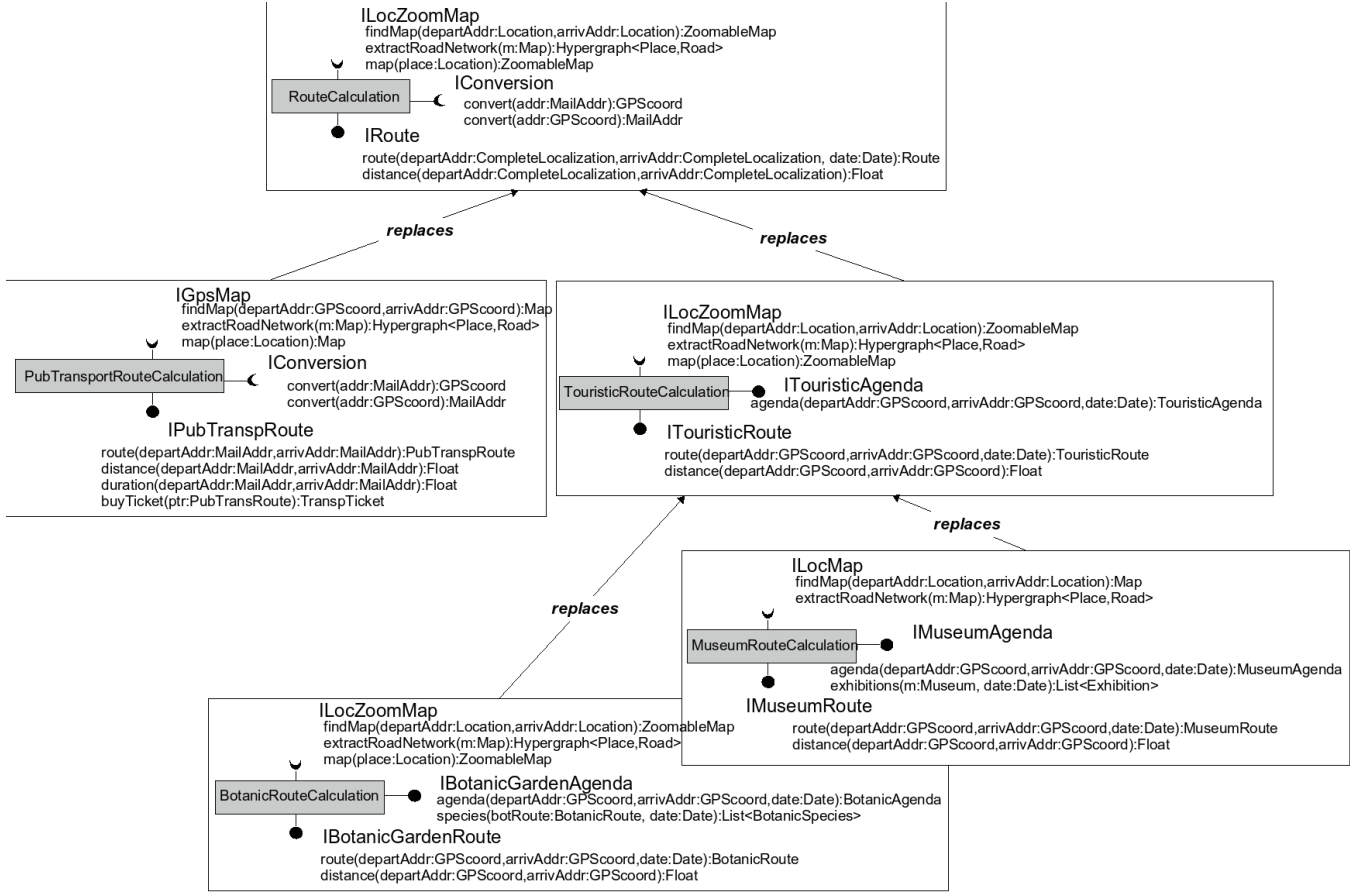 ILocZoomMap
findMap(departAddr:Location,arrivAddr:Location):ZoomableMap
extractRoadNetwork(m:Map):Hypergraph<Place,Road>
map(place:Location):ZoomableMap
RouteCalculation
IConversion
convert(addr:MailAddr):GPScoord
convert(addr:GPScoord):MailAddr
IRoute
route(departAddr:CompleteLocalization,arrivAddr:CompleteLocalization, date:Date):Route
distance(departAddr:CompleteLocalization,arrivAddr:CompleteLocalization):Float
replaces
replaces
IGpsMap
findMap(departAddr:GPScoord,arrivAddr:GPScoord):Map
extractRoadNetwork(m:Map):Hypergraph<Place,Road>
map(place:Location):Map
PubTransportRouteCalculation
IConversion
convert(addr:MailAddr):GPScoord
convert(addr:GPScoord):MailAddr
IPubTranspRoute
route(departAddr:MailAddr,arrivAddr:MailAddr):PubTranspRoute
distance(departAddr:MailAddr,arrivAddr:MailAddr):Float
duration(departAddr:MailAddr,arrivAddr:MailAddr):Float
buyTicket(ptr:PubTransRoute):TranspTicket
ILocZoomMap
findMap(departAddr:Location,arrivAddr:Location):ZoomableMap
extractRoadNetwork(m:Map):Hypergraph<Place,Road>
map(place:Location):ZoomableMap
TouristicRouteCalculation
ITouristicAgenda
agenda(departAddr:GPScoord,arrivAddr:GPScoord,date:Date):TouristicAgenda
ITouristicRoute
route(departAddr:GPScoord,arrivAddr:GPScoord,date:Date):TouristicRoute
distance(departAddr:GPScoord,arrivAddr:GPScoord):Float
replaces
replaces
ILocMap
findMap(departAddr:Location,arrivAddr:Location):Map
extractRoadNetwork(m:Map):Hypergraph<Place,Road>
MuseumRouteCalculation
IMuseumAgenda
agenda(departAddr:GPScoord,arrivAddr:GPScoord,date:Date):MuseumAgenda
exhibitions(m:Museum, date:Date):List<Exhibition>
IMuseumRoute
route(departAddr:GPScoord,arrivAddr:GPScoord,date:Date):MuseumRoute
distance(departAddr:GPScoord,arrivAddr:GPScoord):Float
ILocZoomMap
findMap(departAddr:Location,arrivAddr:Location):ZoomableMap
extractRoadNetwork(m:Map):Hypergraph<Place,Road>
map(place:Location):ZoomableMap
BotanicRouteCalculation
IBotanicGardenAgenda
agenda(departAddr:GPScoord,arrivAddr:GPScoord,date:Date):BotanicAgenda
species(botRoute:BotanicRoute, date:Date):List<BotanicSpecies>
IBotanicGardenRoute
route(departAddr:GPScoord,arrivAddr:GPScoord,date:Date):BotanicRoute
distance(departAddr:GPScoord,arrivAddr:GPScoord):Float